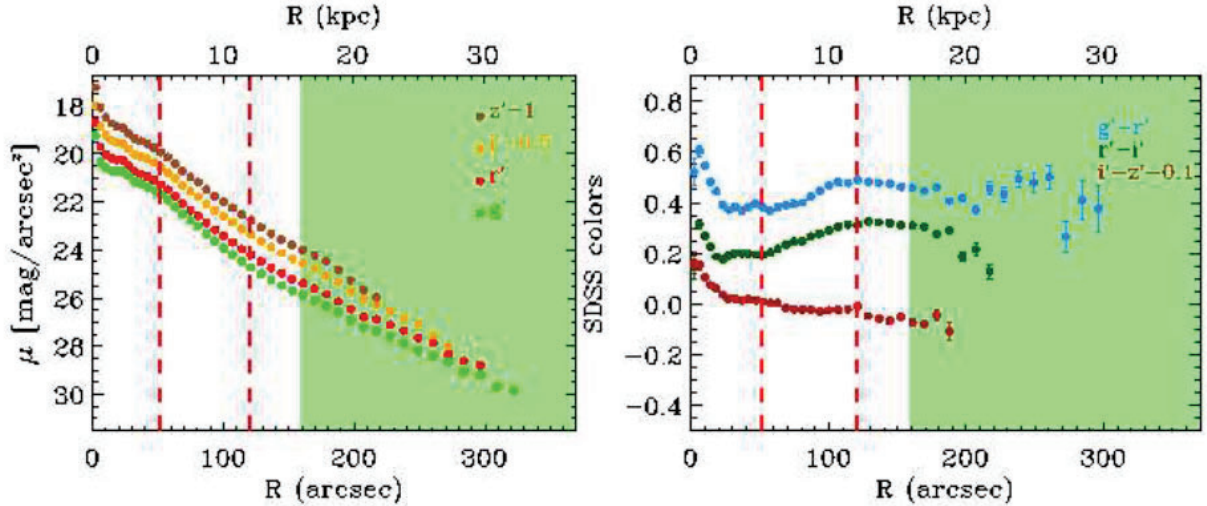 R (kpc)
0 10 20 30
18
20
22
24
26
28
30
μ [mag/arcsec²]
z'-1
r'
0 100 200 300
R (arcsec)
R (kpc)
0 10 20 30
0.8
0.6
0.4
0.2
0.0
-0.2
-0.4
SDSS colors
g'-r'
r'-i'
i'-z'-0.1
0 100 200 300
R (arcsec)